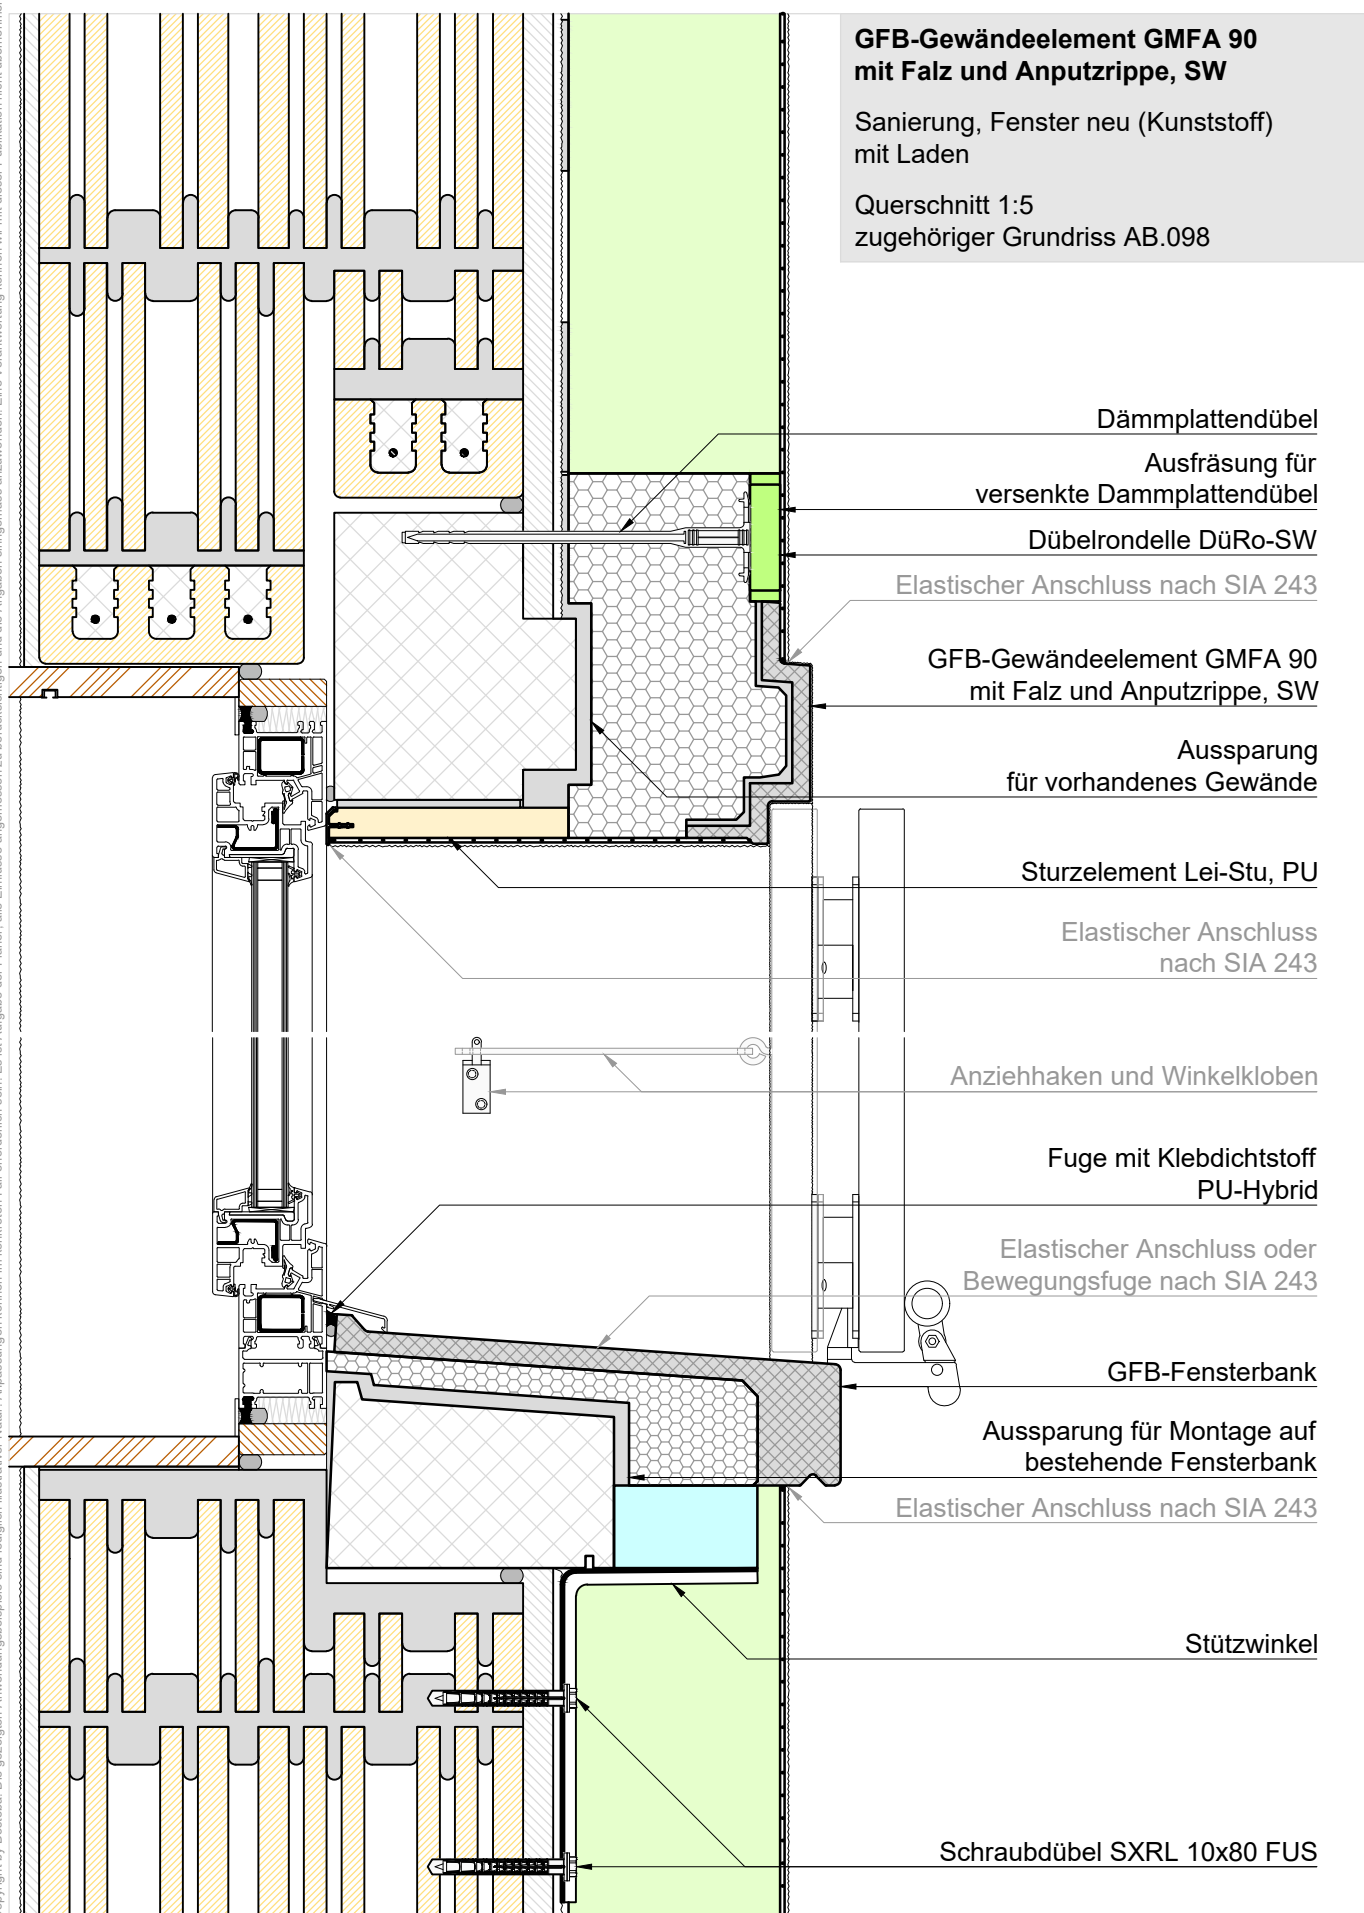 GFB-Gewändeelement GMFA 90
mit Falz und Anputzrippe, SW
Sanierung, Fenster neu (Kunststoff)
mit Laden
Querschnitt 1:5
zugehöriger Grundriss AB.098
Dämmplattendübel
Ausfräsung für
versenkte Dammplattendübel
Dübelrondelle DüRo-SW
Elastischer Anschluss nach SIA 243
GFB-Gewändeelement GMFA 90
mit Falz und Anputzrippe, SW
Aussparung
für vorhandenes Gewände
Sturzelement Lei-Stu, PU
Elastischer Anschluss
nach SIA 243
Anziehhaken und Winkelkloben
Fuge mit Klebdichtstoff
PU-Hybrid
Elastischer Anschluss oder
Bewegungsfuge nach SIA 243
GFB-Fensterbank
Aussparung für Montage auf
bestehende Fensterbank
Elastischer Anschluss nach SIA 243
Stützwinkel
Schraubdübel SXRL 10x80 FUS